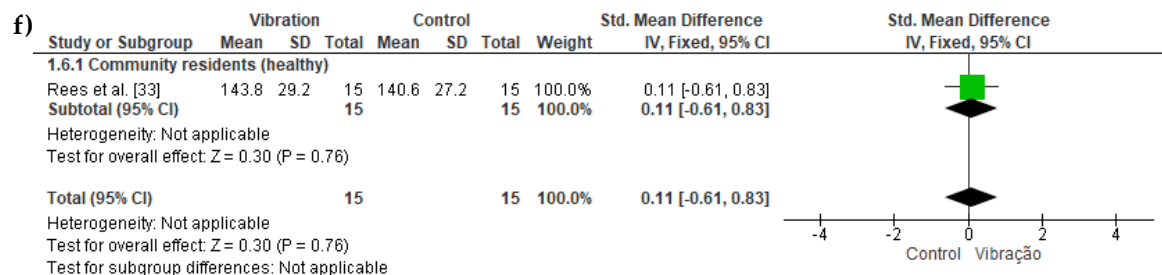 f)
Vibration Control Std. Mean Difference Std. Mean Difference
Study or Subgroup Mean SD Total Mean SD Total Weight IV, Fixed, 95% CI IV, Fixed, 95% CI
1.6.1 Community residents (healthy)
Rees et al. [33] 143.8 29.2 15 140.6 27.2 15 100.0% 0.11 [-0.61, 0.83]
Subtotal (95% CI) 15 15 100.0% 0.11 [-0.61, 0.83]
Heterogeneity: Not applicable
Test for overall effect: Z = 0.30 (P = 0.76)
Total (95% CI) 15 15 100.0% 0.11 [-0.61, 0.83]
Heterogeneity: Not applicable
Test for overall effect: Z = 0.30 (P = 0.76)
Test for subgroup differences: Not applicable
-4 -2 0 2 4
Control Vibração